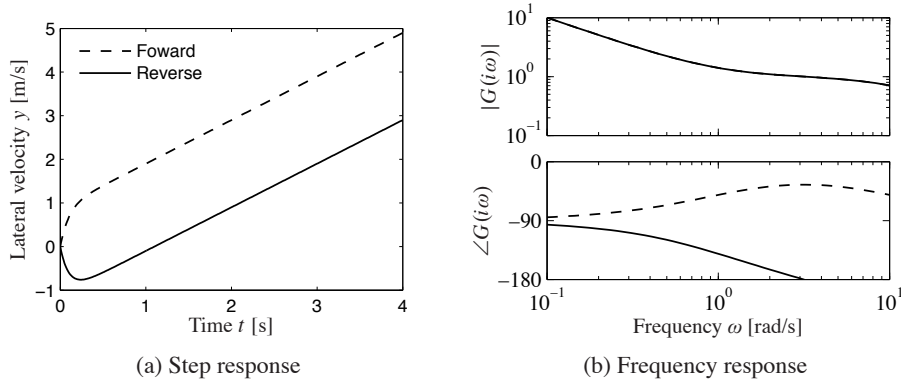 5
4
3
2
1
0
−1
Lateral velocity y [m/s]
Foward
Reverse
0
1
2
3
4
Time t [s]
(a) Step response
10^1
10^0
10^{-1}
|G(iω)|
0
−90
−180
∠G(iω)
10^{-1}
10^0
10^1
Frequency ω [rad/s]
(b) Frequency response